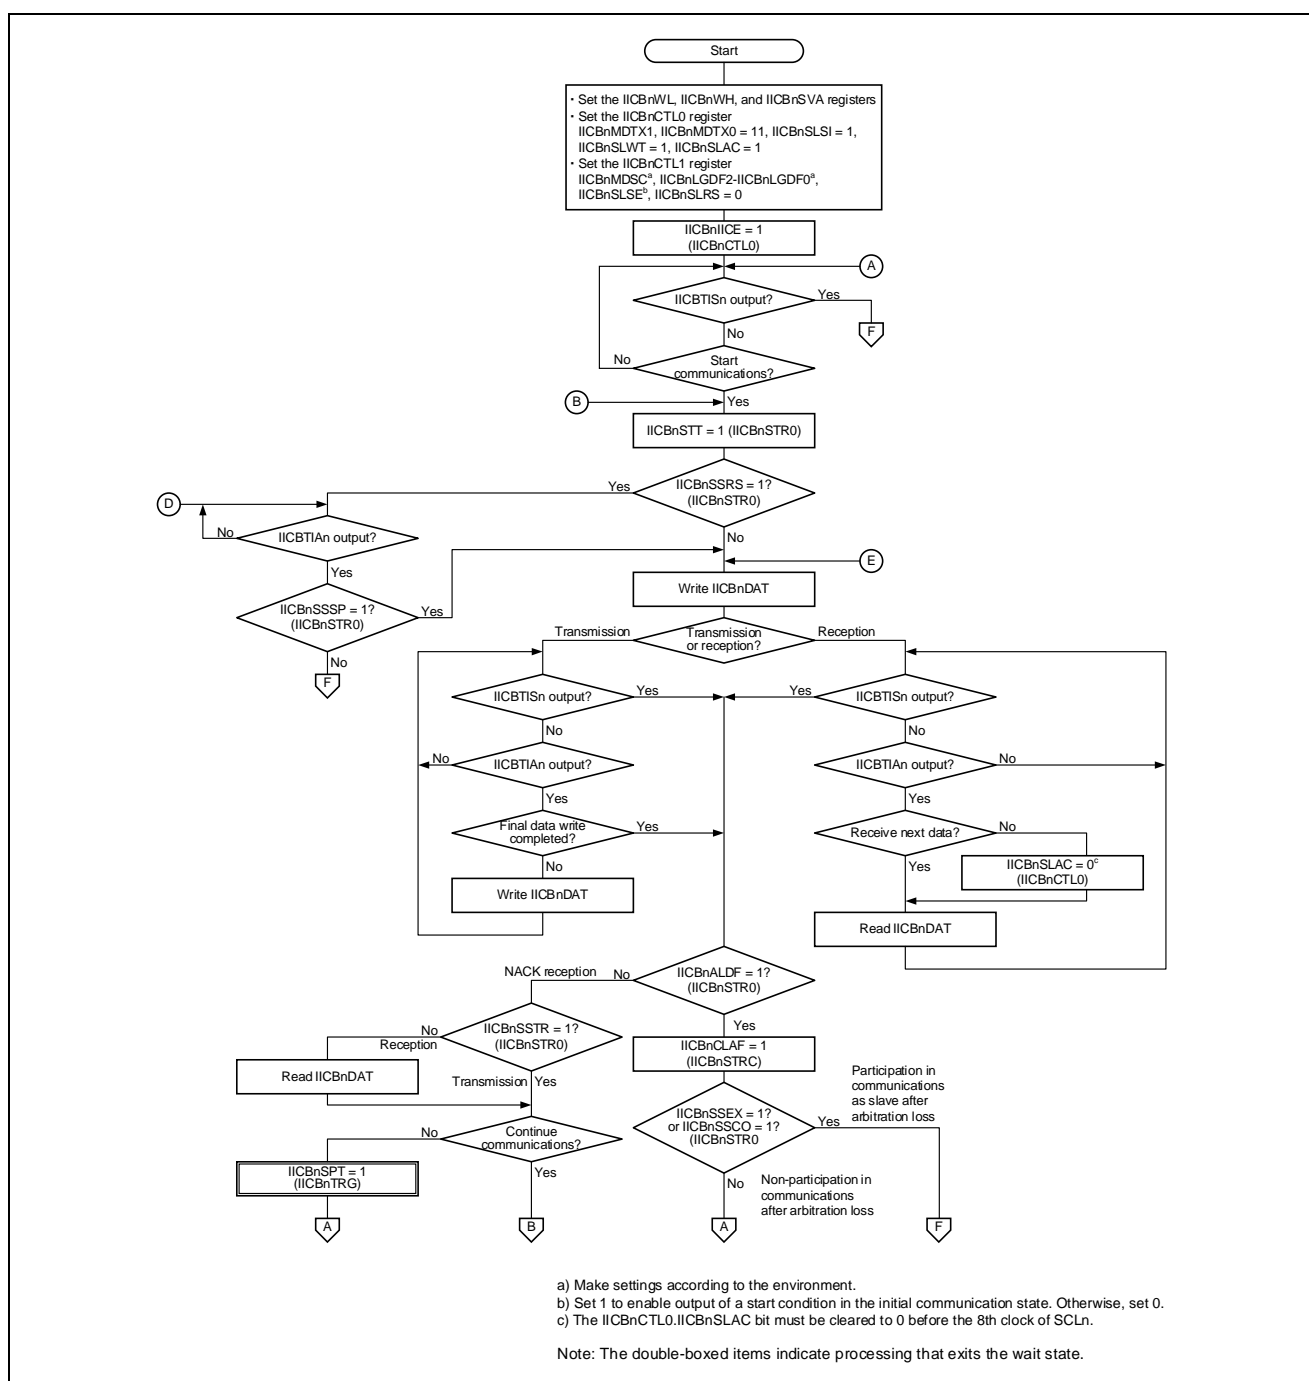 Start
・Set the IICBnWL, IICBnWH, and IICBnSVA registers
・Set the IICBnCTL0 register
IICBnMDTX1, IICBnMDTX0 = 11, IICBnSLSI = 1,
IICBnSLWT = 1, IICBnSLAC = 1
・Set the IICBnCTL1 register
IICBnMDSCa, IICBnLGDF2-IICBnLGDF0a,
IICBnSLSEb, IICBnSLRS = 0
IICBnIICE = 1
(IICBnCTL0)
A
IICBTISn output?
Yes
F
No
No
Start
communications?
B
Yes
IICBnSTT = 1 (IICBnSTR0)
Yes
IICBnSSRS = 1?
(IICBnSTR0)
D
No
IICBTIAn output?
No
Yes
E
Write IICBnDAT
IICBnSSSP = 1?
(IICBnSTR0)
Yes
No
F
Transmission
Transmission
or reception?
Reception
IICBTISn output?
Yes
Yes
IICBTISn output?
No
No
No
IICBTIAn output?
IICBTIAn output?
No
Yes
Yes
Final data write
completed?
Yes
Receive next data?
No
No
Yes
IICBnSLAC = 0c
(IICBnCTL0)
Write IICBnDAT
Read IICBnDAT
NACK reception
No
IICBnALDF = 1?
(IICBnSTR0)
Yes
No
Reception
IICBnSSTR = 1?
(IICBnSTR0)
IICBnCLAF = 1
(IICBnSTRC)
Read IICBnDAT
Transmission
Yes
Participation in
communications
as slave after
arbitration loss
IICBnSSEX = 1?
or IICBnSSCO = 1?
(IICBnSTR0
Yes
No
Continue
communications?
IICBnSPT = 1
(IICBnTRG)
Yes
No
Non-participation in
communications
after arbitration loss
A
B
A
F
a) Make settings according to the environment.
b) Set 1 to enable output of a start condition in the initial communication state. Otherwise, set 0.
c) The IICBnCTL0.IICBnSLAC bit must be cleared to 0 before the 8th clock of SCLn.
Note: The double-boxed items indicate processing that exits the wait state.